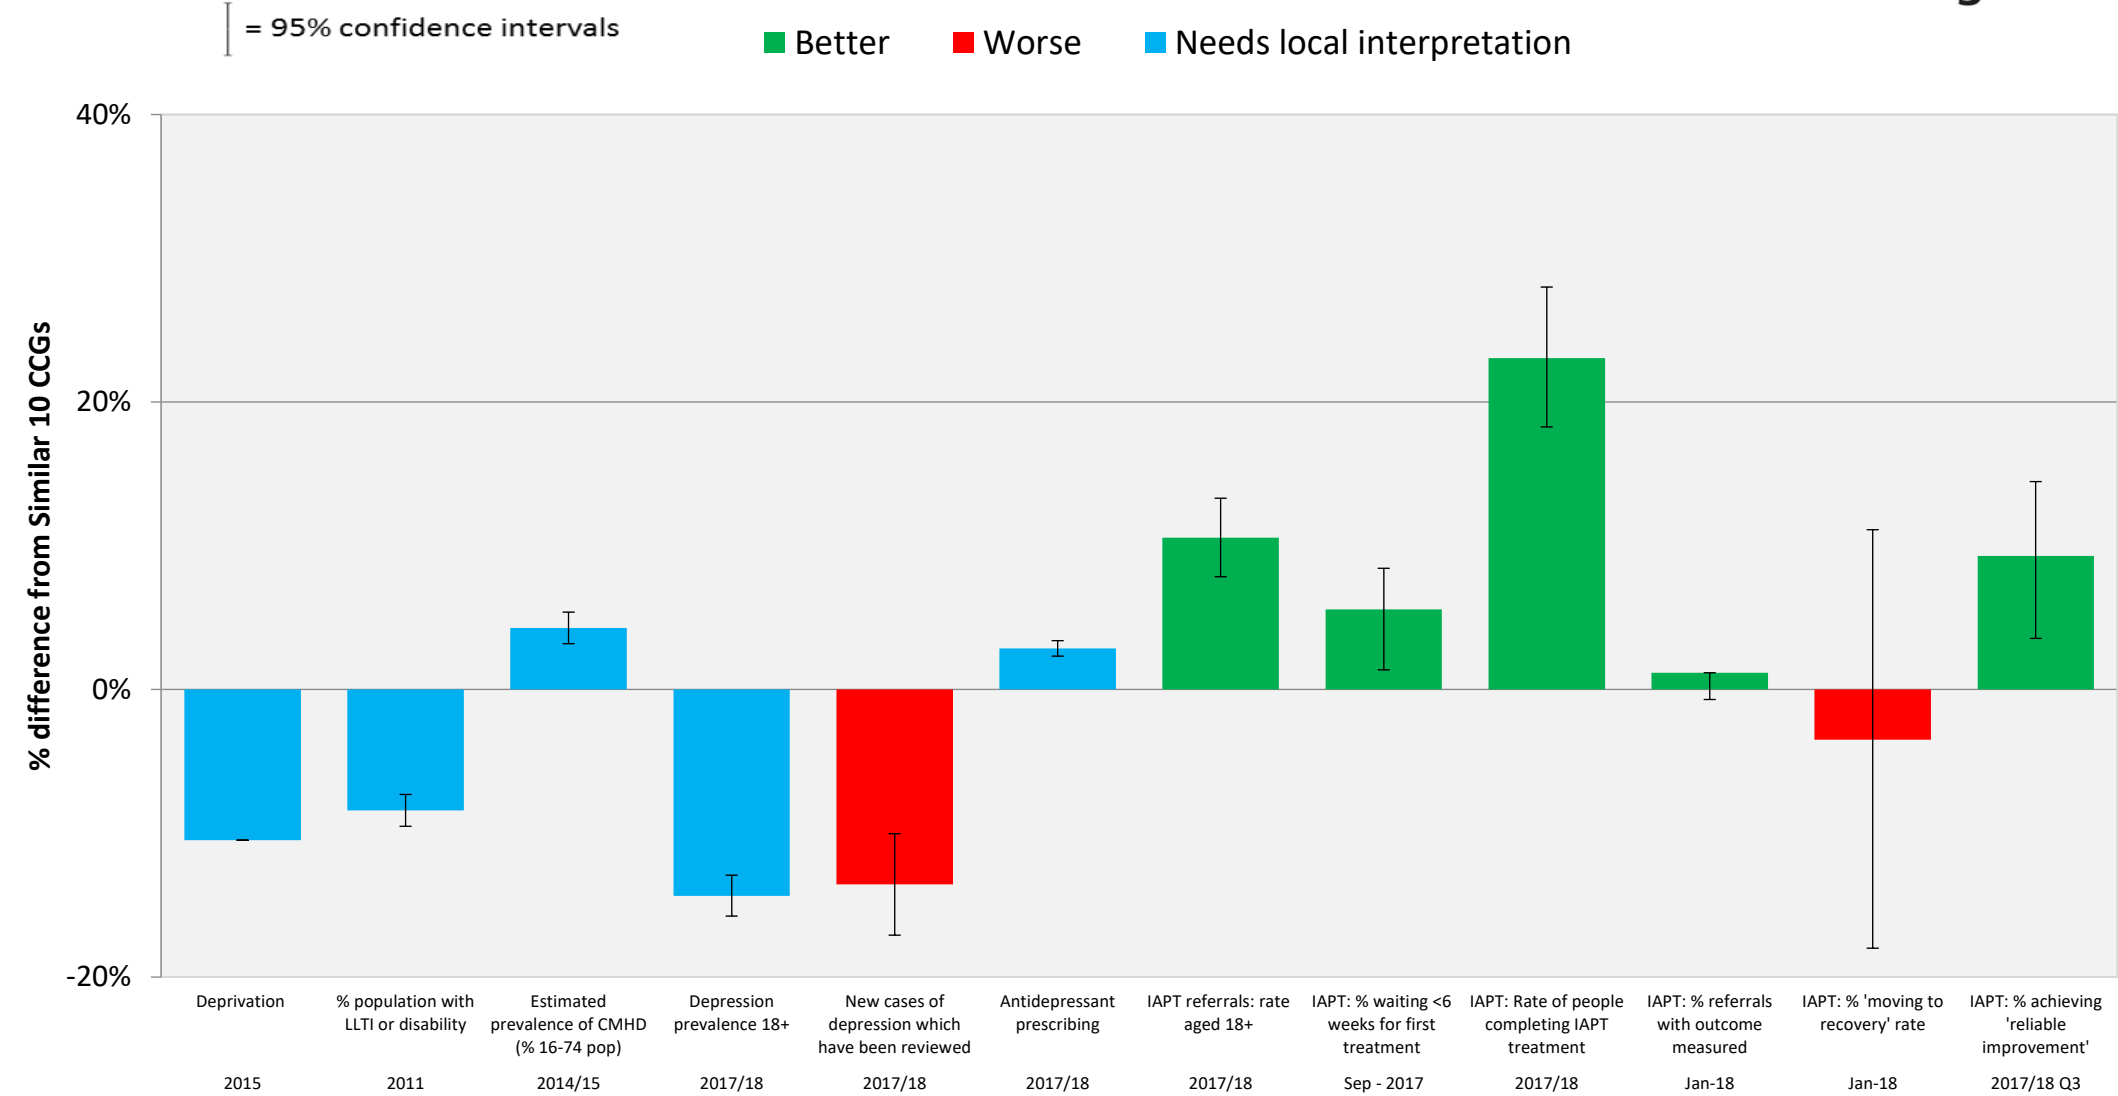 = 95% confidence intervals
Better Worse Needs local interpretation
% difference from Similar 10 CCGs
40%
20%
0%
-20%
Deprivation
2015
% population with
LLTI or disability
2011
Estimated
prevalence of CMHD
(% 16-74 pop)
2014/15
Depression
prevalence 18+
2017/18
New cases of
depression which
have been reviewed
2017/18
Antidepressant
prescribing
2017/18
IAPT referrals: rate
aged 18+
2017/18
IAPT: % waiting <6
weeks for first
treatment
Sep - 2017
IAPT: Rate of people
completing IAPT
treatment
2017/18
IAPT: % referrals
with outcome
measured
Jan-18
IAPT: % 'moving to
recovery' rate
Jan-18
IAPT: % achieving
'reliable
improvement'
2017/18 Q3